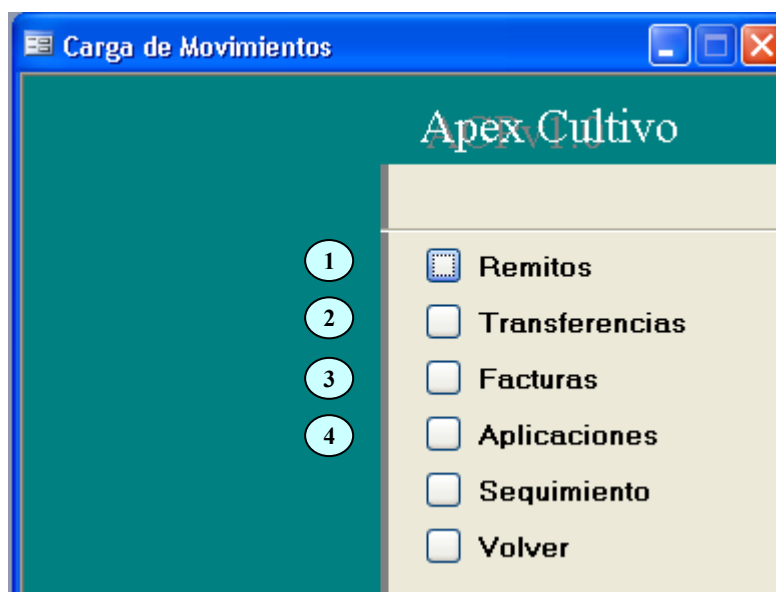 Carga de Movimientos
Apex Cultivo
1 Remitos
2 Transferencias
3 Facturas
4 Aplicaciones
Sequimiento
Volver